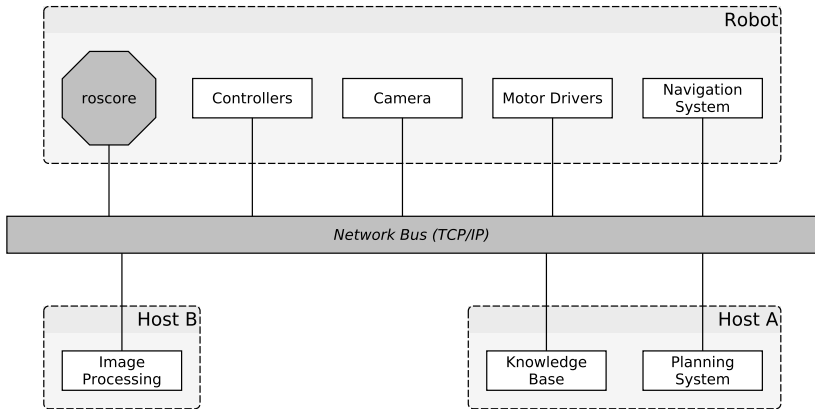 Robot
roscore
Controllers
Camera
Motor Drivers
Navigation
System
Network Bus (TCP/IP)
Host B
Image
Processing
Host A
Knowledge
Base
Planning
System